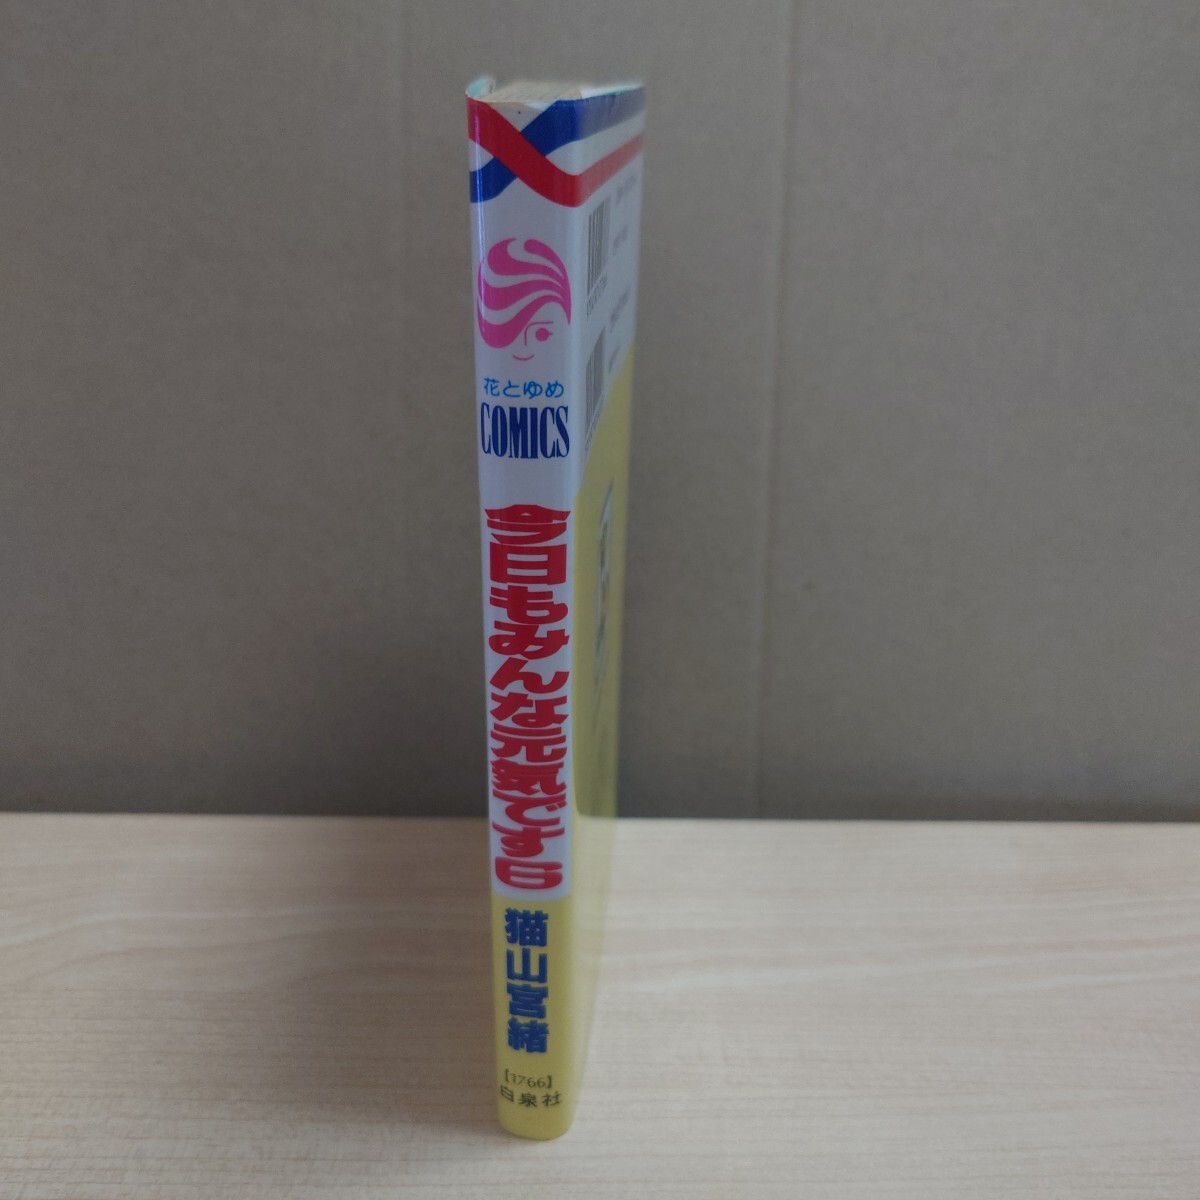 花とゆめ
COMICS
今日もみんな元気です6
猫山宮緒
【1766】
白泉社